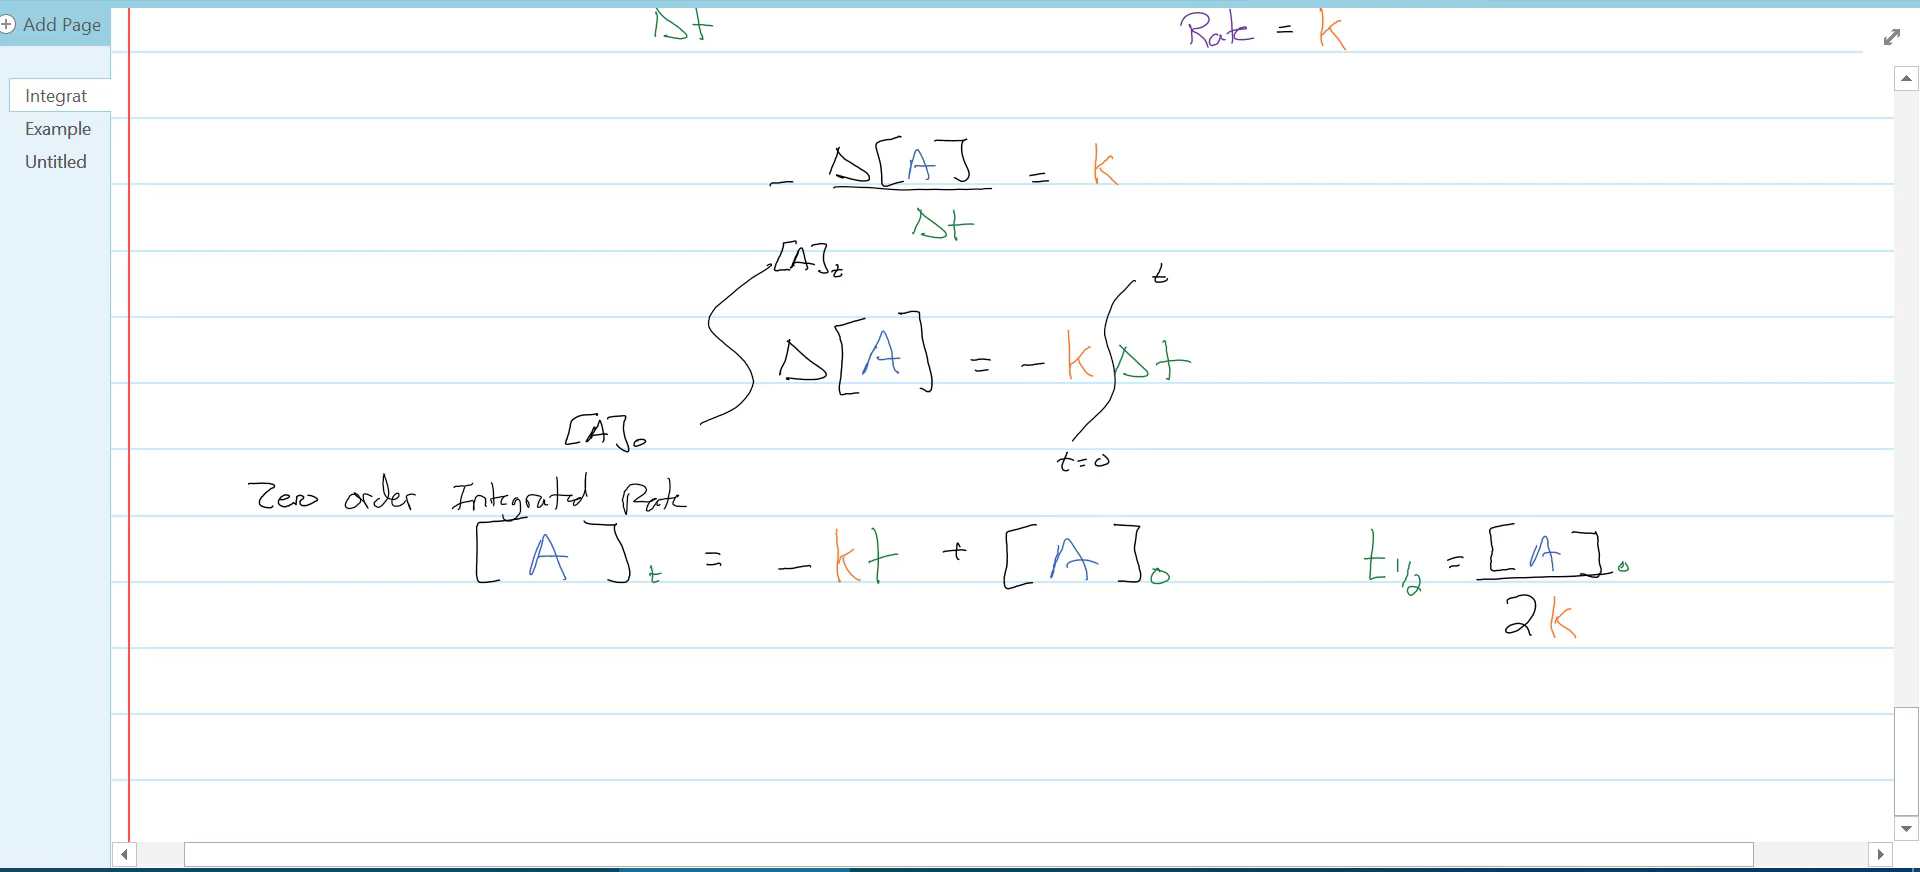 Add Page
Integrat
Example
Untitled
Δt
Rate = k
- Δ[A] = k
Δt
[A]t
t
Δ[A] = - k Δt
[A]0
t=0
Zero order Integrated Rate
[A]t = - kt + [A]0
t1/2 = [A]0
2k